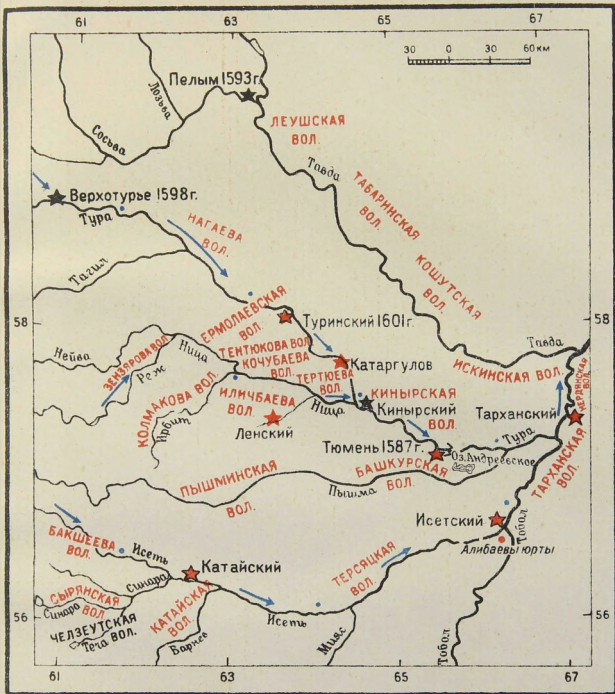 61 63 65 67
30 0 30 60 км
Пелым 1593г.
Лозьва
Сосьва
ЛЕУШСКАЯ
ВОЛ.
Тавда
Верхотурье 1598г.
Тура
НАГАЕВА
ВОЛ.
ТАБАРИНСКАЯ
ВОЛ.
КОШУТСКАЯ
ВОЛ.
Тагил
58 58
ЕРМОЛАЕВСКАЯ
ВОЛ.
Туринский 1601г.
Тавда
Нейва
ЗЕНЗЯРОВА ВОЛ.
Реж
Ница
ТЕНТЮКОВА ВОЛ.
КОЧУБАЕВА
ВОЛ.
Катаргулов
ИСКИНСКАЯ ВОЛ.
КОЛМАКОВА ВОЛ.
Ирбит
ИЛИЧБАЕВА
ВОЛ.
ТЕРТЮЕВА
ВОЛ.
Ница
КИНЫРСКАЯ
ВОЛ.
Кинырский
Ленский
Тарханский
Тюмень 1587г.
Тура
Оз. Андреевское
ТАРХАНСКАЯ
ВОЛ.
ПЫШМИНСКАЯ
ВОЛ.
БАШКУРСКАЯ
ВОЛ.
Пышма
Исетский
Тобол
Алибаевы юрты
БАКШЕЕВА
ВОЛ.
Исеть
Катайский
ТЕРСЯЦКАЯ
ВОЛ.
СЫРЯНСКАЯ
ВОЛ.
Синара
Синара
КАТАЙСКАЯ
ВОЛ.
ЧЕЛЗЕУТСКАЯ
ВОЛ.
Теча
Барнев
Исеть
Мияс
Тобол
56 56
61 63 65 67